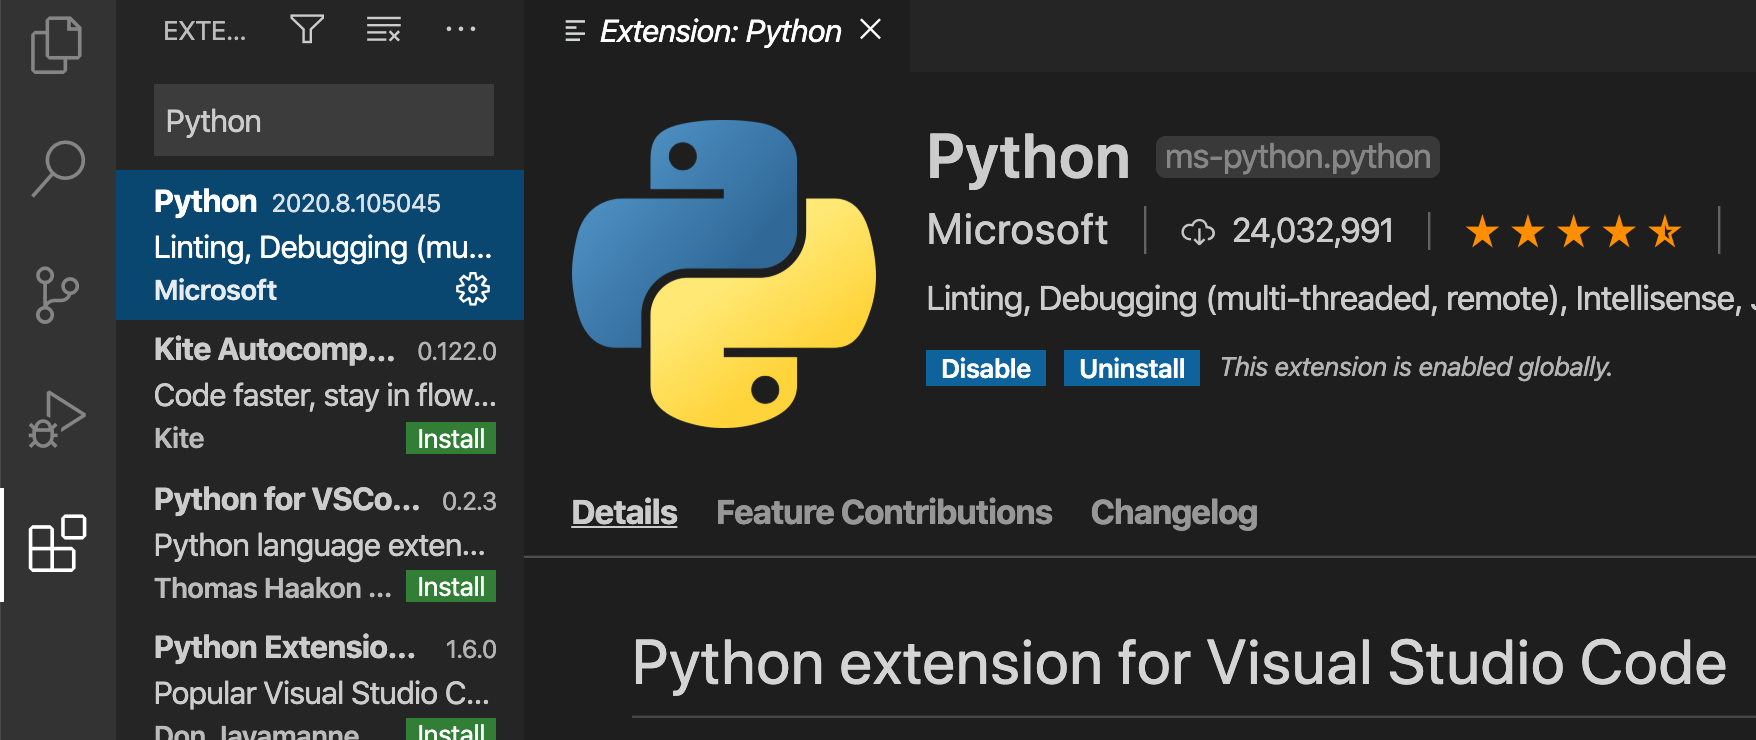 EXTE...
Python
Python 2020.8.105045
Linting, Debugging (mu...
Microsoft
Kite Autocomp... 0.122.0
Code faster, stay in flow...
Kite Install
Python for VSCo... 0.2.3
Python language exten...
Thomas Haakon ... Install
Python Extensio... 1.6.0
Popular Visual Studio C...
Don Jayamanne Install
Extension: Python
Python ms-python.python
Microsoft 24,032,991
Linting, Debugging (multi-threaded, remote), Intellisense,
Disable Uninstall This extension is enabled globally.
Details Feature Contributions Changelog
Python extension for Visual Studio Code